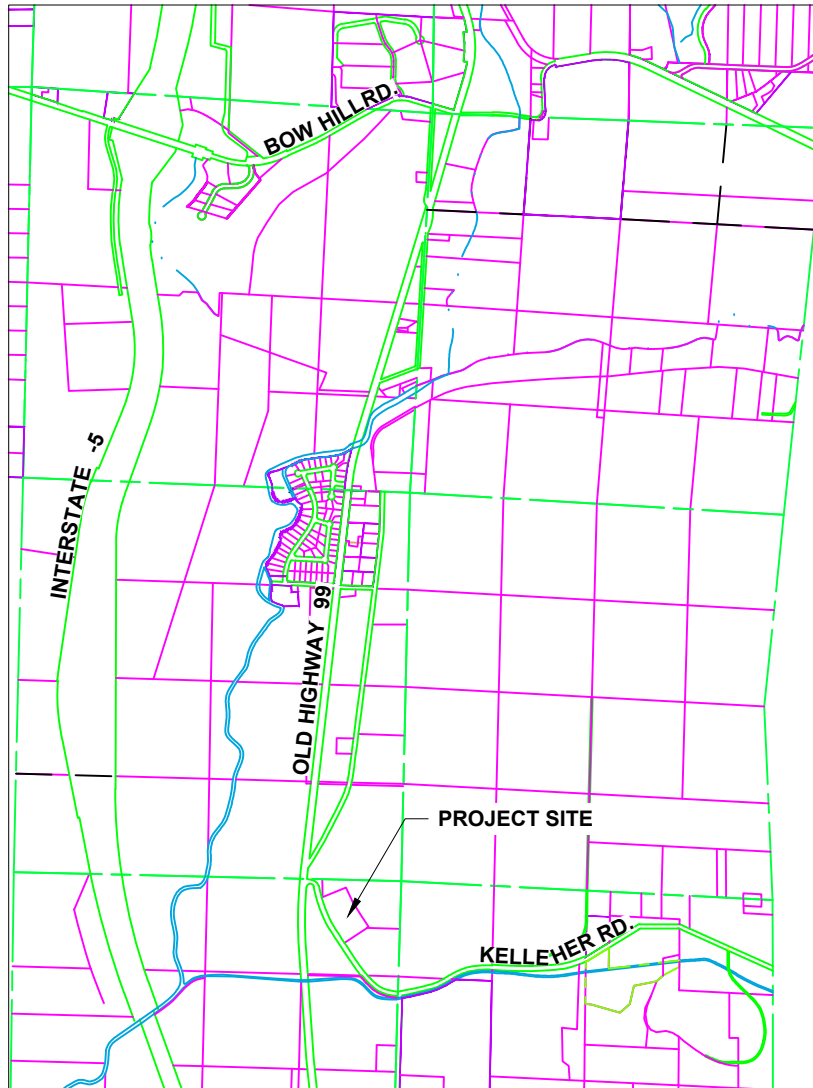 BOW HILL RD.
INTERSTATE -5
OLD HIGHWAY 99
PROJECT SITE
KELLEHER RD.